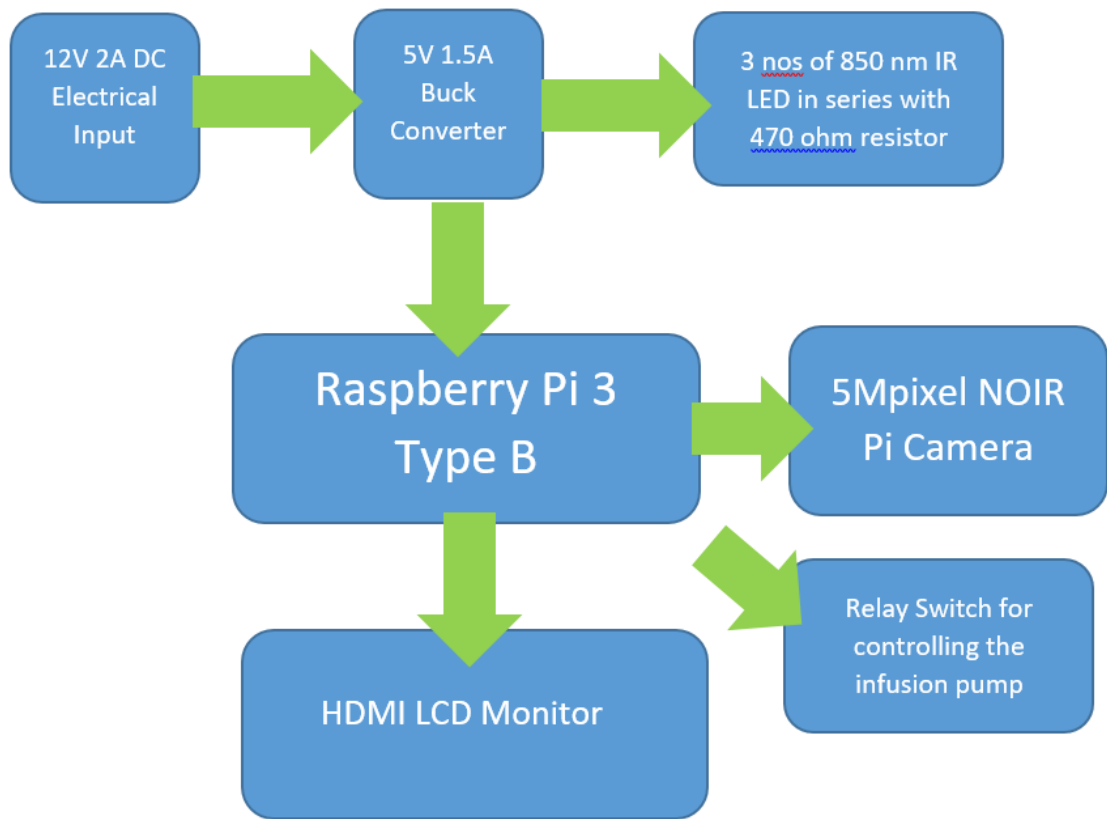 12V 2A DC
Electrical
Input
5V 1.5A
Buck
Converter
3 nos of 850 nm IR
LED in series with
470 ohm resistor
Raspberry Pi 3
Type B
5Mpixel NOIR
Pi Camera
Relay Switch for
controlling the
infusion pump
HDMI LCD Monitor